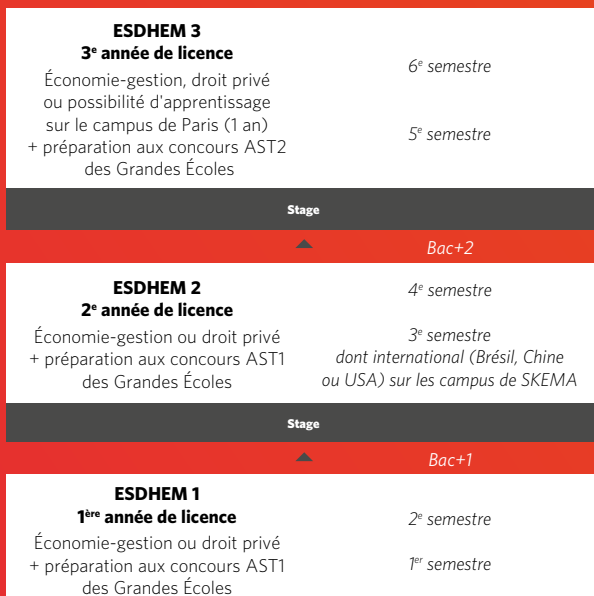 ESDHEM 3
3e année de licence
Économie-gestion, droit privé
ou possibilité d'apprentissage
sur le campus de Paris (1 an)
+ préparation aux concours AST2
des Grandes Écoles
6e semestre
5e semestre
Stage
Bac+2
ESDHEM 2
2e année de licence
Économie-gestion ou droit privé
+ préparation aux concours AST1
des Grandes Écoles
4e semestre
3e semestre
dont international (Brésil, Chine
ou USA) sur les campus de SKEMA
Stage
Bac+1
ESDHEM 1
1ère année de licence
Économie-gestion ou droit privé
+ préparation aux concours AST1
des Grandes Écoles
2e semestre
1er semestre